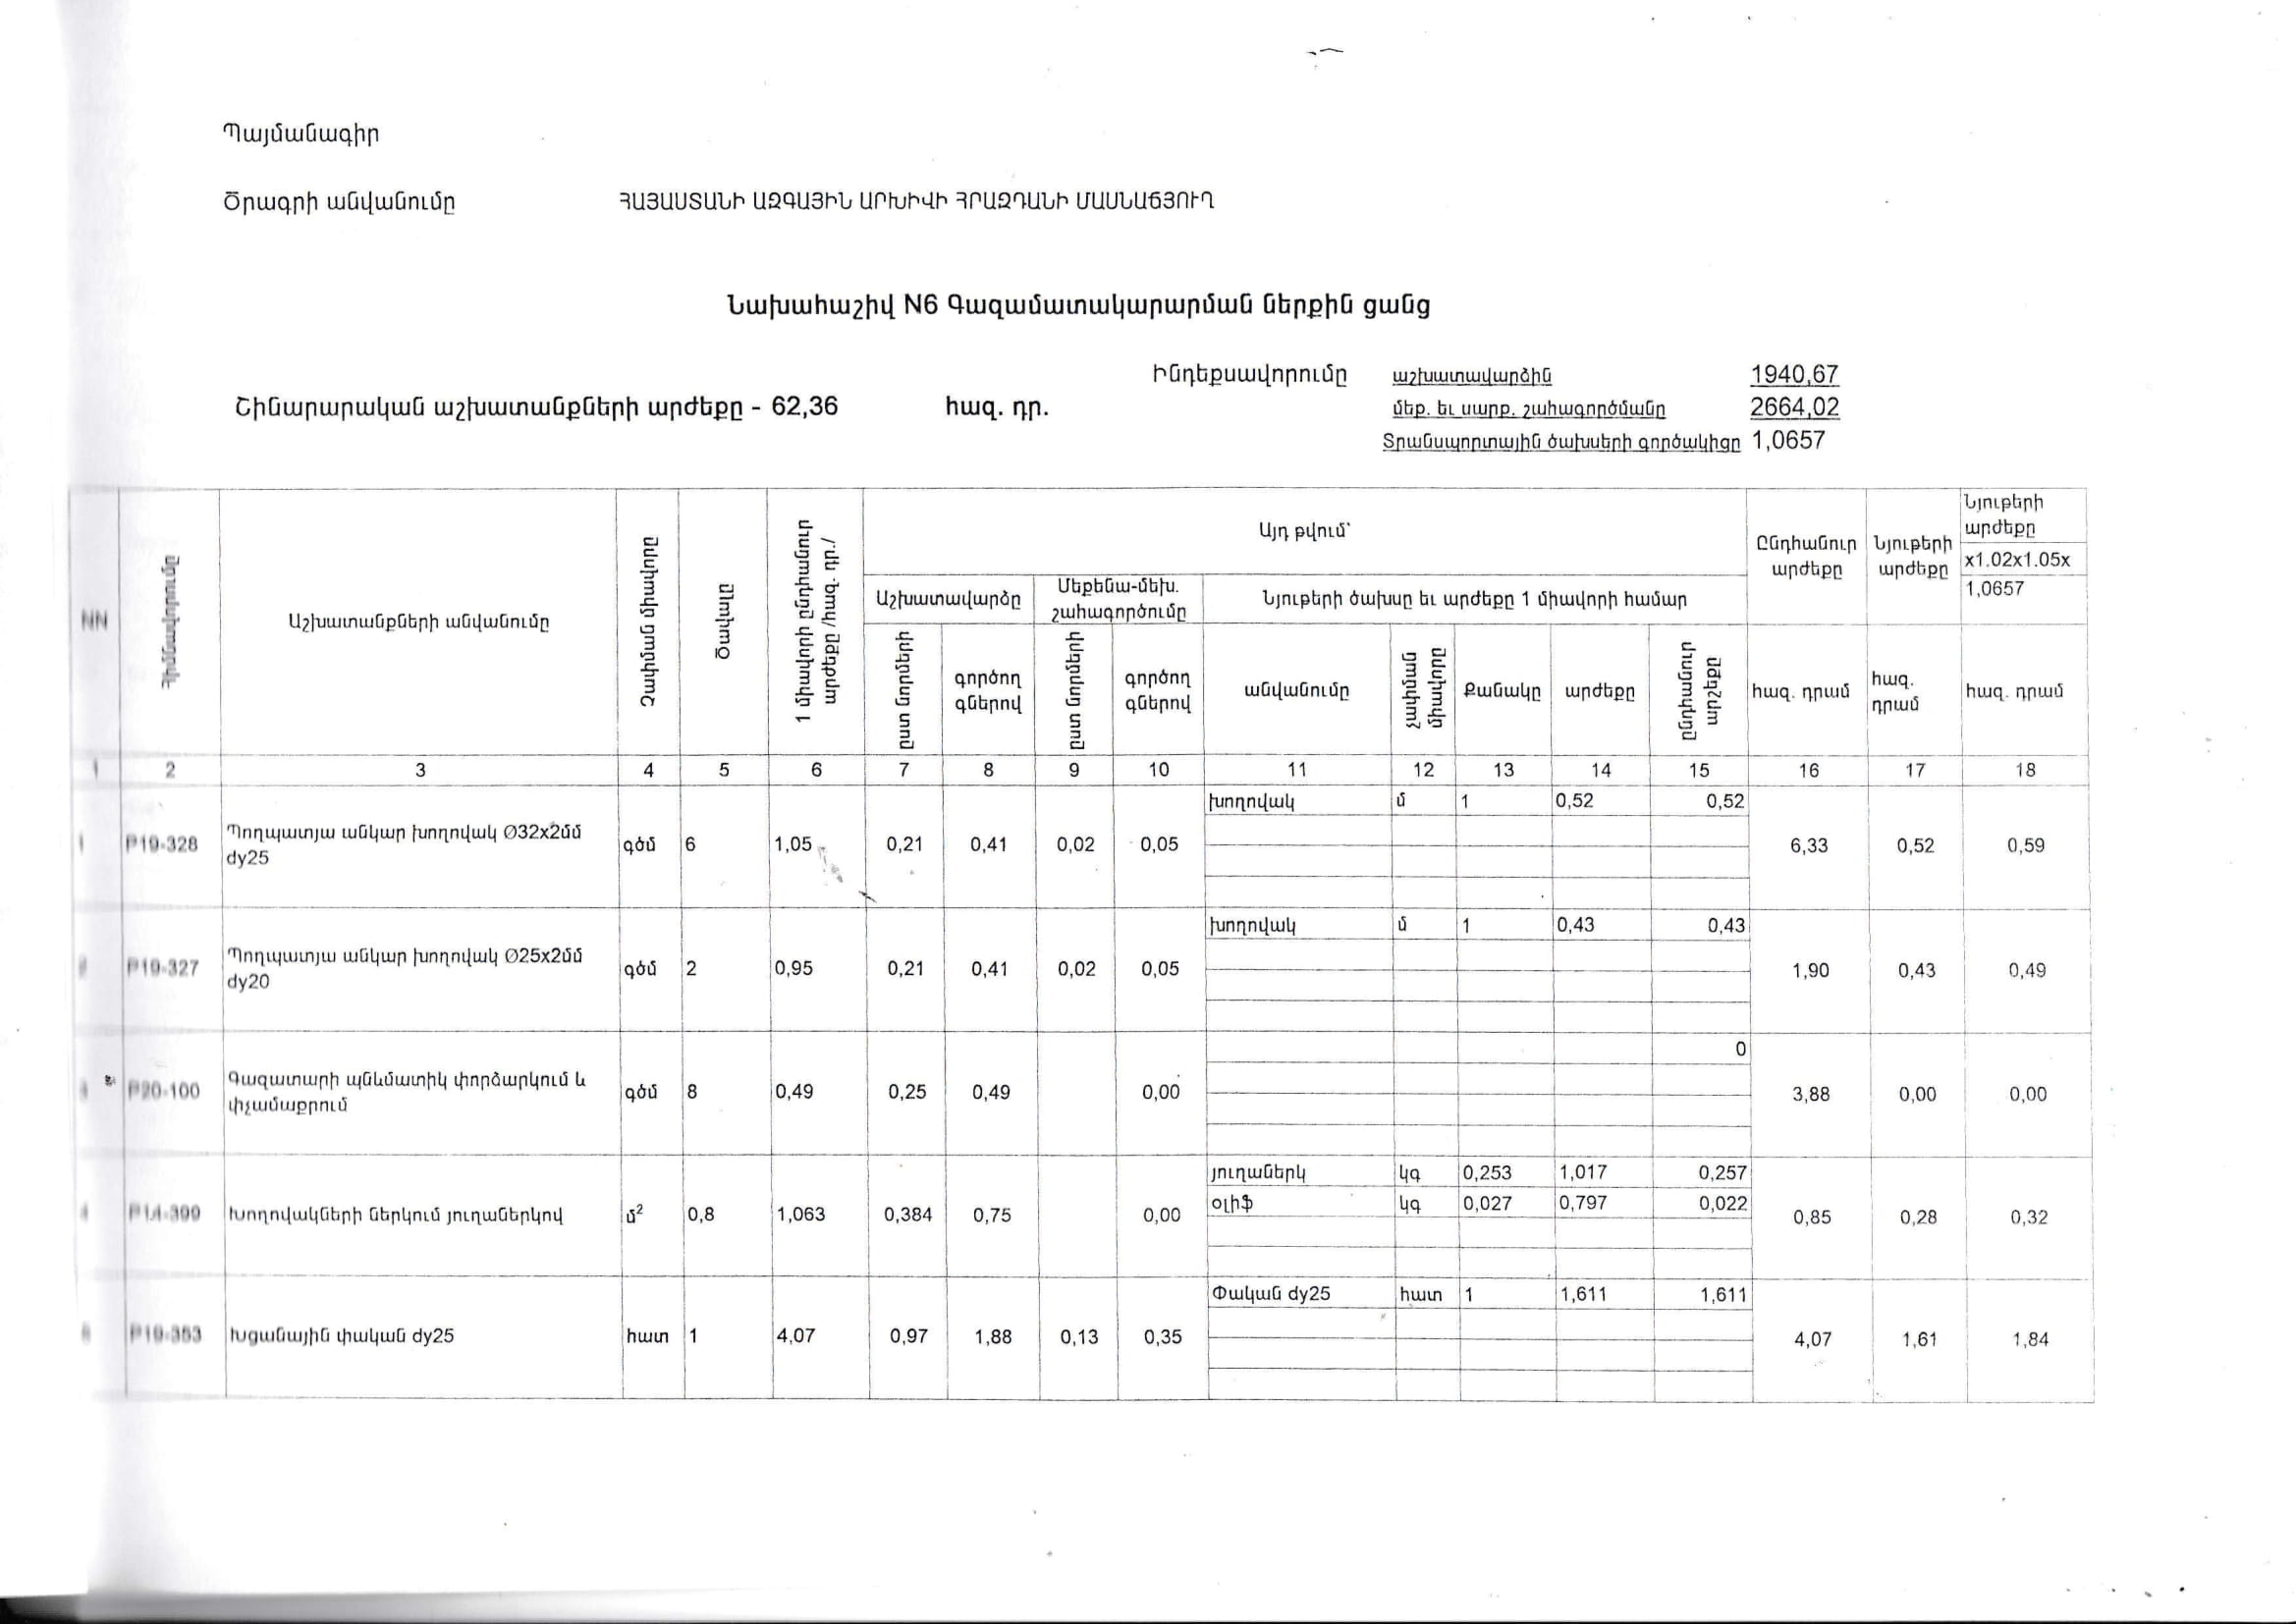 Պայմանագիր
Ծրագրի անվանումը ՀԱՅԱՍՏԱՆԻ ԱԶԳԱՅԻՆ ԱՐԽԻՎԻ ՀՐԱԶԴԱՆԻ ՄԱՍՆԱՃՅՈՒՂ
Նախահաշիվ N6 Գազամատակարարման ներքին ցանց
Ինդեքսավորումը աշխատավարձին 1940,67
Շինարարական աշխատանքների արժեքը - 62,36 հազ. դր.
մեք. եւ սարք. շահագործմանը 2664,02
Տրանսպորտային ծախսերի գործակիցը 1,0657
NN
Հիմնավորումը
Աշխատանքների անվանումը
Չափման միավորը
Ծավալը
1 միավորի ընդհանուր
արժեքը /հազ. դր./
Այդ թվում՝
Աշխատավարձը
Մեքենա-մեխ.
շահագործումը
Նյութերի ծախսը եւ արժեքը 1 միավորի համար
ըստ նորմերի
գործող
գներով
ըստ նորմերի
գործող
գներով
անվանումը
չափման
միավորը
Քանակը
արժեքը
ընդհանուր
արշեքը
Ընդհանուր
արժեքը
Նյութերի
արժեքը
Նյութերի
արժեքը
x1.02x1.05x
1,0657
հազ. դրամ
հազ.
դրամ
հազ. դրամ
1 2 3 4 5 6 7 8 9 10 11 12 13 14 15 16 17 18
խողովակ մ 1 0,52 0,52
1 P19-328 Պողպատյա անկար խողովակ Ø32x2մմ
dy25 գծմ 6 1,05 0,21 0,41 0,02 0,05 6,33 0,52 0,59
խողովակ մ 1 0,43 0,43
2 P19-327 Պողպատյա անկար խողովակ Ø25x2մմ
dy20 գծմ 2 0,95 0,21 0,41 0,02 0,05 1,90 0,43 0,49
0
3 P20-100 Գազատարի պնևմատիկ փորձարկում և
փչամաքրում գծմ 8 0,49 0,25 0,49 0,00 3,88 0,00 0,00
յուղաներկ կգ 0,253 1,017 0,257
օլիֆ կգ 0,027 0,797 0,022
4 P14-399 Խողովակների ներկում յուղաներկով մ² 0,8 1,063 0,384 0,75 0,00 0,85 0,28 0,32
Փական dy25 հատ 1 1,611 1,611
5 P19-353 Խցանային փական dy25 հատ 1 4,07 0,97 1,88 0,13 0,35 4,07 1,61 1,84